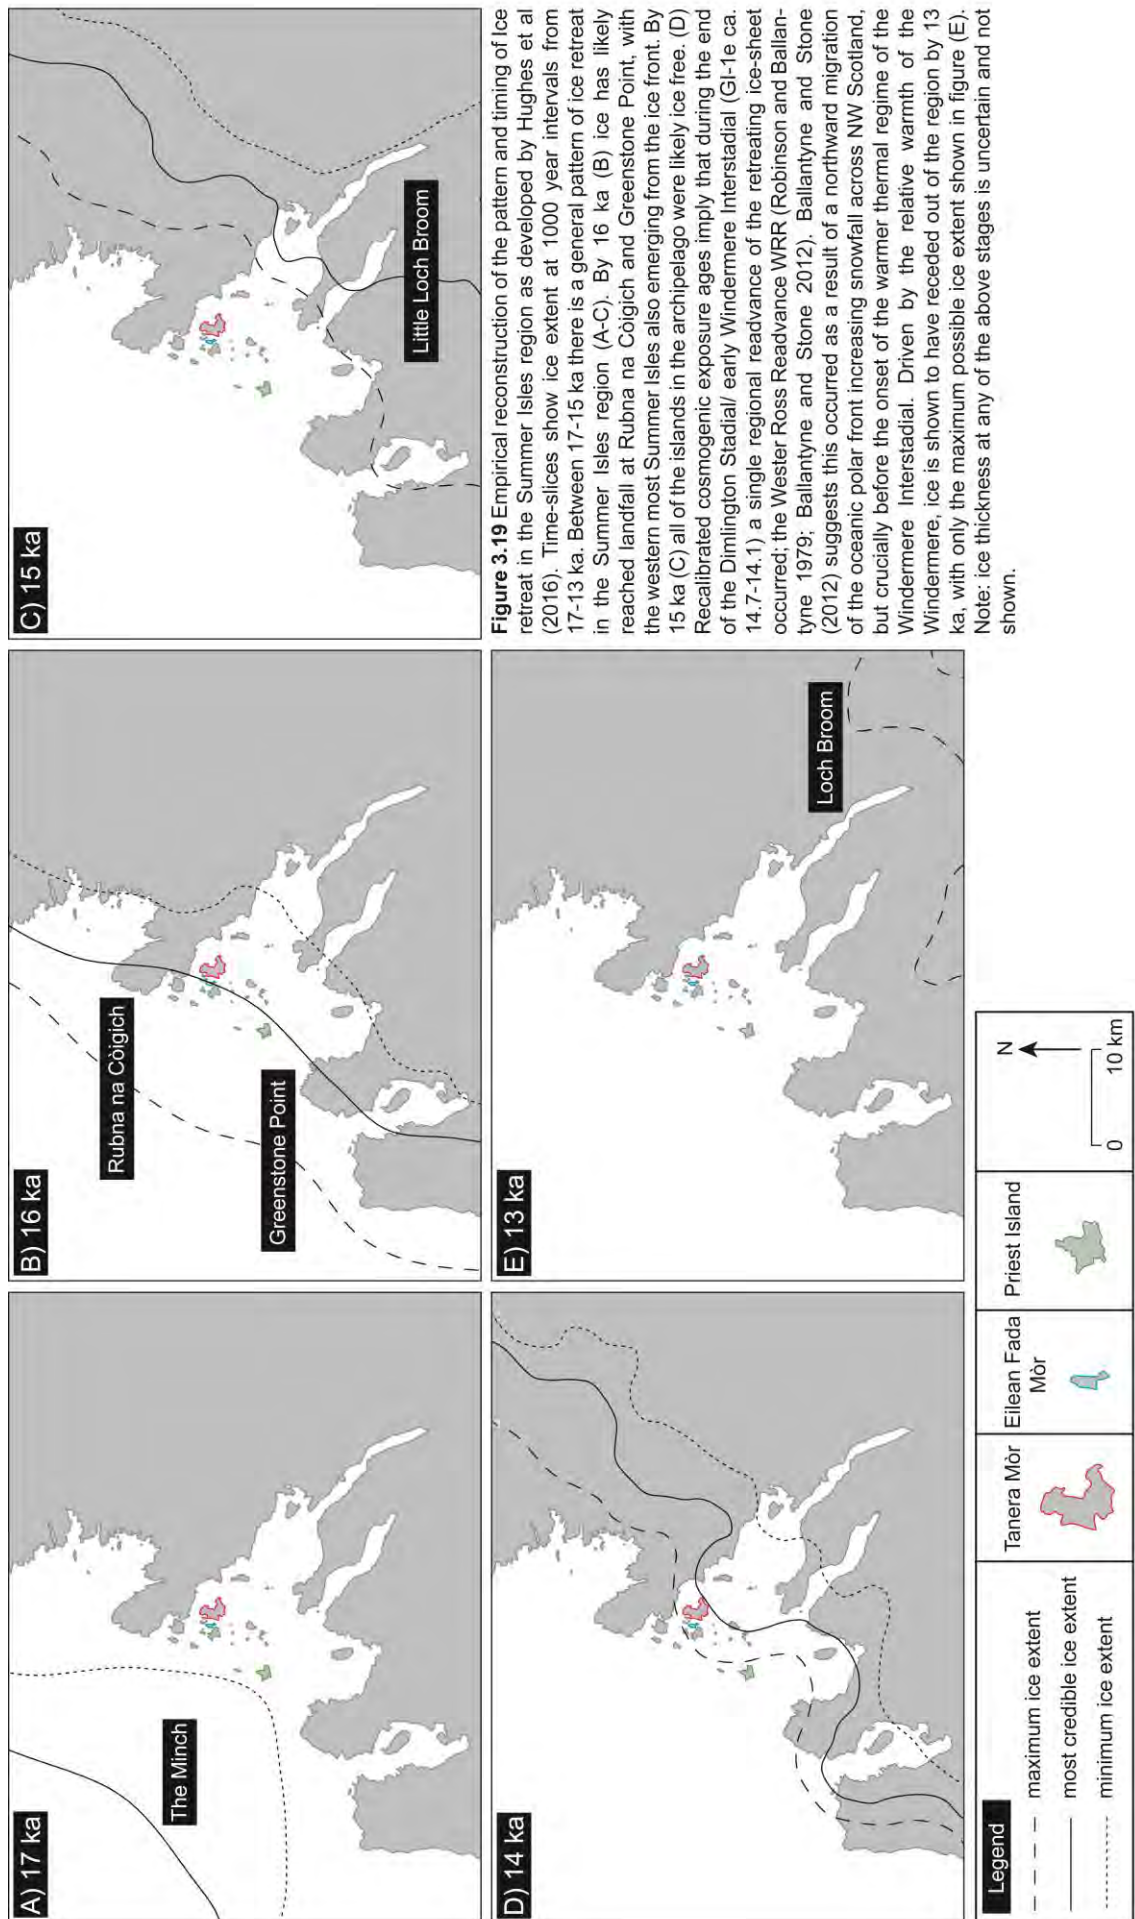 A) 17 ka
The Minch
B) 16 ka
Rubna na Còigich
Greenstone Point
C) 15 ka
Little Loch Broom
D) 14 ka
E) 13 ka
Loch Broom
Legend
maximum ice extent
most credible ice extent
minimum ice extent
Tanera Mòr
Eilean Fada
Mòr
Priest Island
N
0
10 km
Figure 3.19 Empirical reconstruction of the pattern and timing of Ice
retreat in the Summer Isles region as developed by Hughes et al
(2016). Time-slices show ice extent at 1000 year intervals from
17-13 ka. Between 17-15 ka there is a general pattern of ice retreat
in the Summer Isles region (A-C). By 16 ka (B) ice has likely
reached landfall at Rubna na Còigich and Greenstone Point, with
the western most Summer Isles also emerging from the ice front. By
15 ka (C) all of the islands in the archipelago were likely ice free. (D)
Recalibrated cosmogenic exposure ages imply that during the end
of the Dimlington Stadial/ early Windermere Interstadial (GI-1e ca.
14.7-14.1) a single regional readvance of the retreating ice-sheet
occurred; the Wester Ross Readvance WRR (Robinson and Ballan-
tyne 1979; Ballantyne and Stone 2012). Ballantyne and Stone
(2012) suggests this occurred as a result of a northward migration
of the oceanic polar front increasing snowfall across NW Scotland,
but crucially before the onset of the warmer thermal regime of the
Windermere Interstadial. Driven by the relative warmth of the
Windermere, ice is shown to have receded out of the region by 13
ka, with only the maximum possible ice extent shown in figure (E).
Note: ice thickness at any of the above stages is uncertain and not
shown.